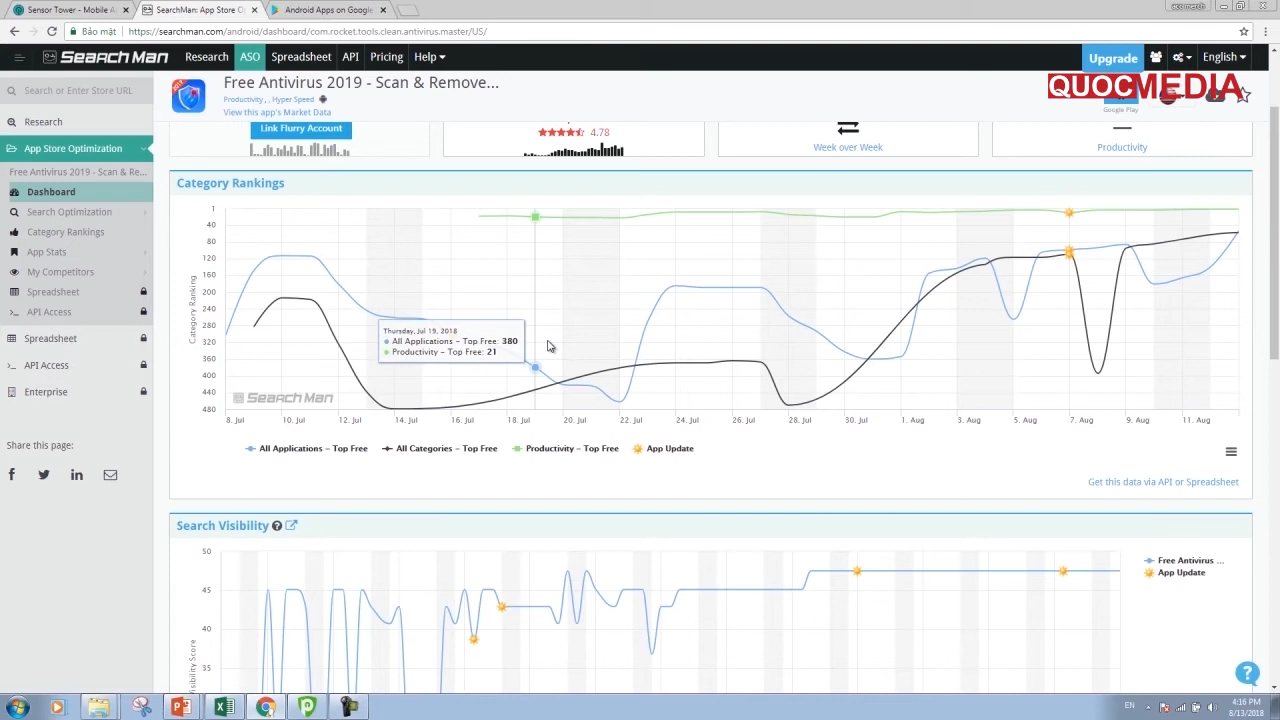 Sensor Tower - Mobile A
SearchMan: App Store O
Android Apps on Google
Bảo mật
https://searchman.com/android/dashboard/com.rocket.tools.clean.antivirus.master/US/
SEARCH MAN
Research
ASO
Spreadsheet
API
Pricing
Help
Upgrade
English
QUOCMEDIA
Search or Enter Store URL
Research
App Store Optimization
Free Antivirus 2019 - Scan & Re...
Dashboard
Search Optimization
Category Rankings
App Stats
My Competitors
Spreadsheet
API Access
Spreadsheet
API Access
Enterprise
Share this page:
Free Antivirus 2019 - Scan & Remove...
Productivity , , Hyper Speed
View this app's Market Data
Google Play
Link Flurry Account
4.78
Week over Week
Productivity
Category Rankings
1
40
80
120
160
200
240
280
320
360
400
440
480
Category Ranking
Thursday, Jul 19, 2018
All Applications - Top Free: 380
Productivity - Top Free: 21
SEARCH MAN
8. Jul
10. Jul
12. Jul
14. Jul
16. Jul
18. Jul
20. Jul
22. Jul
24. Jul
26. Jul
28. Jul
30. Jul
1. Aug
3. Aug
5. Aug
7. Aug
9. Aug
11. Aug
All Applications - Top Free
All Categories - Top Free
Productivity - Top Free
App Update
Get this data via API or Spreadsheet
Search Visibility
50
45
40
35
Visibility Score
Free Antivirus ...
App Update
EN
4:16 PM
8/13/2018